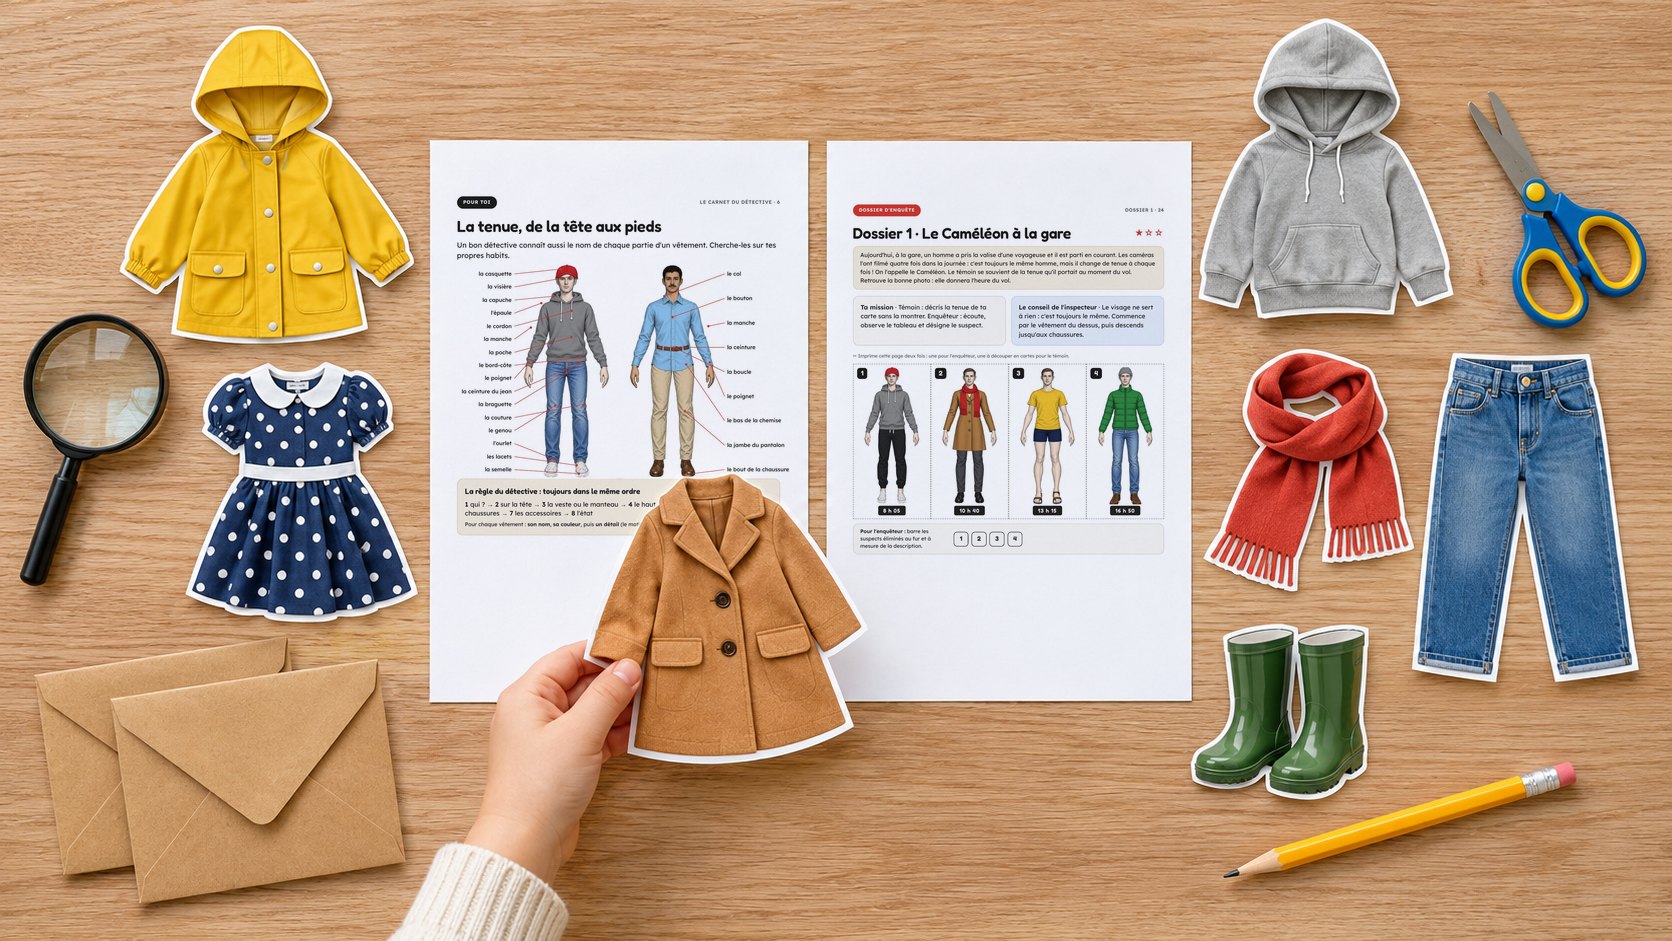 POUR TOI
LE CARNET DU DÉTECTIVE · 6
La tenue, de la tête aux pieds
Un bon détective connaît aussi le nom de chaque partie d'un vêtement. Cherche-les sur tes
propres habits.
la casquette
la visière
la capuche
l'épaule
le cordon
la manche
la poche
le bord-côte
le poignet
la ceinture du jean
la braguette
la couture
le genou
l'ourlet
les lacets
la semelle
le col
le bouton
la manche
la ceinture
la boucle
le poignet
le bas de la chemise
la jambe du pantalon
le bout de la chaussure
La règle du détective : toujours dans le même ordre
1 qui ? → 2 sur la tête → 3 la veste ou le manteau → 4 le haut
chaussures → 7 les accessoires → 8 l'état
Pour chaque vêtement : son nom, sa couleur, puis un détail (le mot
DOSSIER D'ENQUÊTE
DOSSIER 1 · 24
Dossier 1 · Le Caméléon à la gare
Aujourd'hui, à la gare, un homme a pris la valise d'une voyageuse et il est parti en courant. Les caméras
l'ont filmé quatre fois dans la journée : c'est toujours le même homme, mais il change de tenue à chaque
fois ! On l'appelle le Caméléon. Le témoin se souvient de la tenue qu'il portait au moment du vol.
Retrouve la bonne photo : elle donnera l'heure du vol.
Ta mission · Témoin : décris la tenue de ta
carte sans la montrer. Enquêteur : écoute,
observe le tableau et désigne le suspect.
Le conseil de l'inspecteur · Le visage ne sert
à rien : c'est toujours le même. Commence
par le vêtement du dessus, puis descends
jusqu'aux chaussures.
Imprime cette page deux fois : une pour l'enquêteur, une à découper en cartes pour le témoin.
1 2 3 4
8 h 05 10 h 40 13 h 15 16 h 50
Pour l'enquêteur : barre les
suspects éliminés au fur et à
mesure de la description.
1 2 3 4